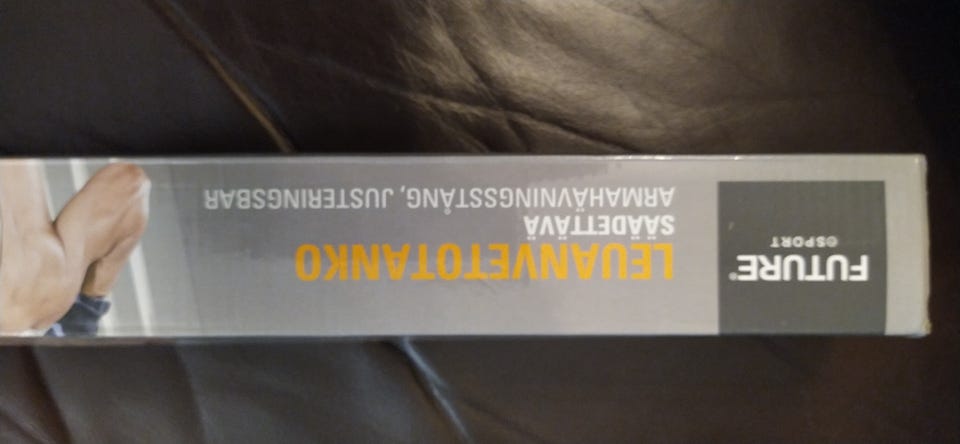 FUTURE®
@SPORT
LEUANVETOTANKO
SÄÄDETTÄVÄ
ARMAHÄVNINGSSTÅNG, JUSTERINGSBAR